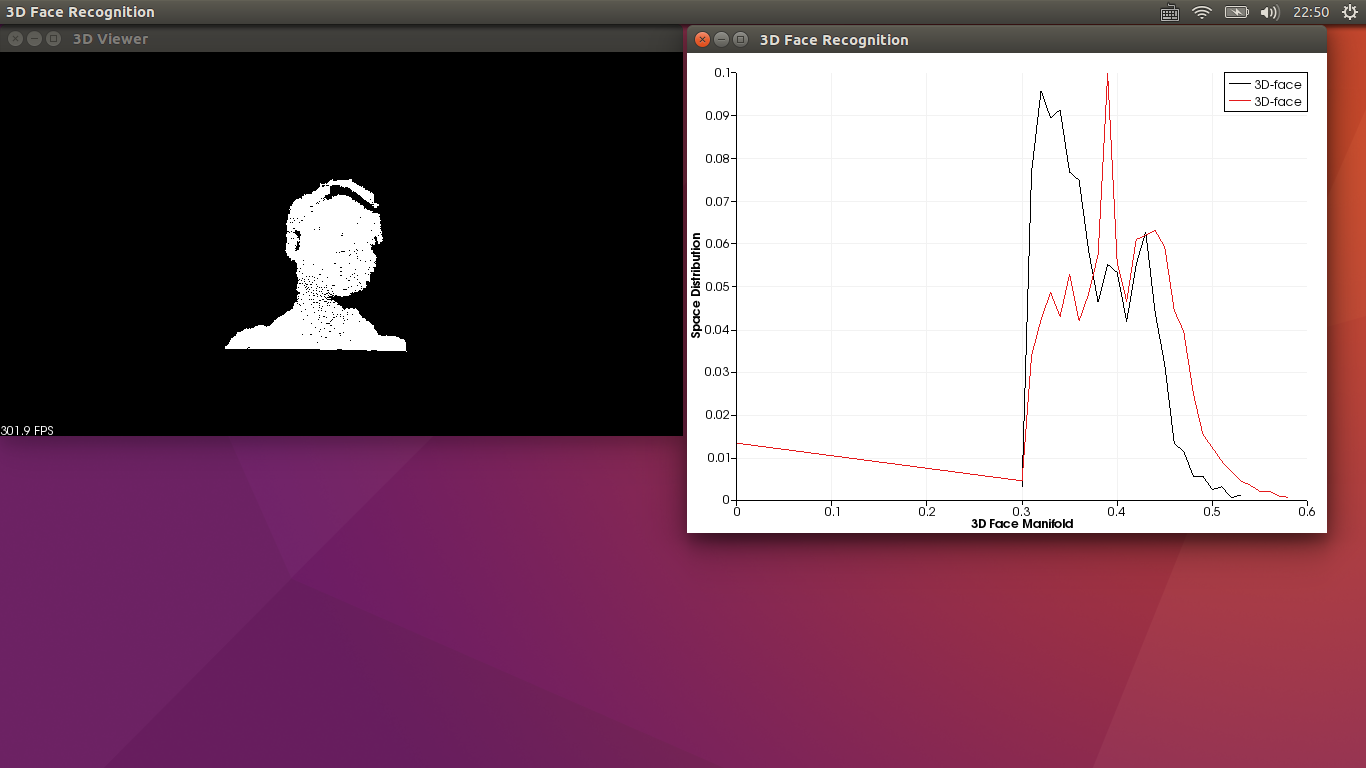 3D Face Recognition
22:50
3D Viewer
301.9 FPS
3D Face Recognition
3D-face
3D-face
0.1
0.09
0.08
0.07
0.06
0.05
0.04
0.03
0.02
0.01
0
Space Distribution
0 0.1 0.2 0.3 0.4 0.5 0.6
3D Face Manifold